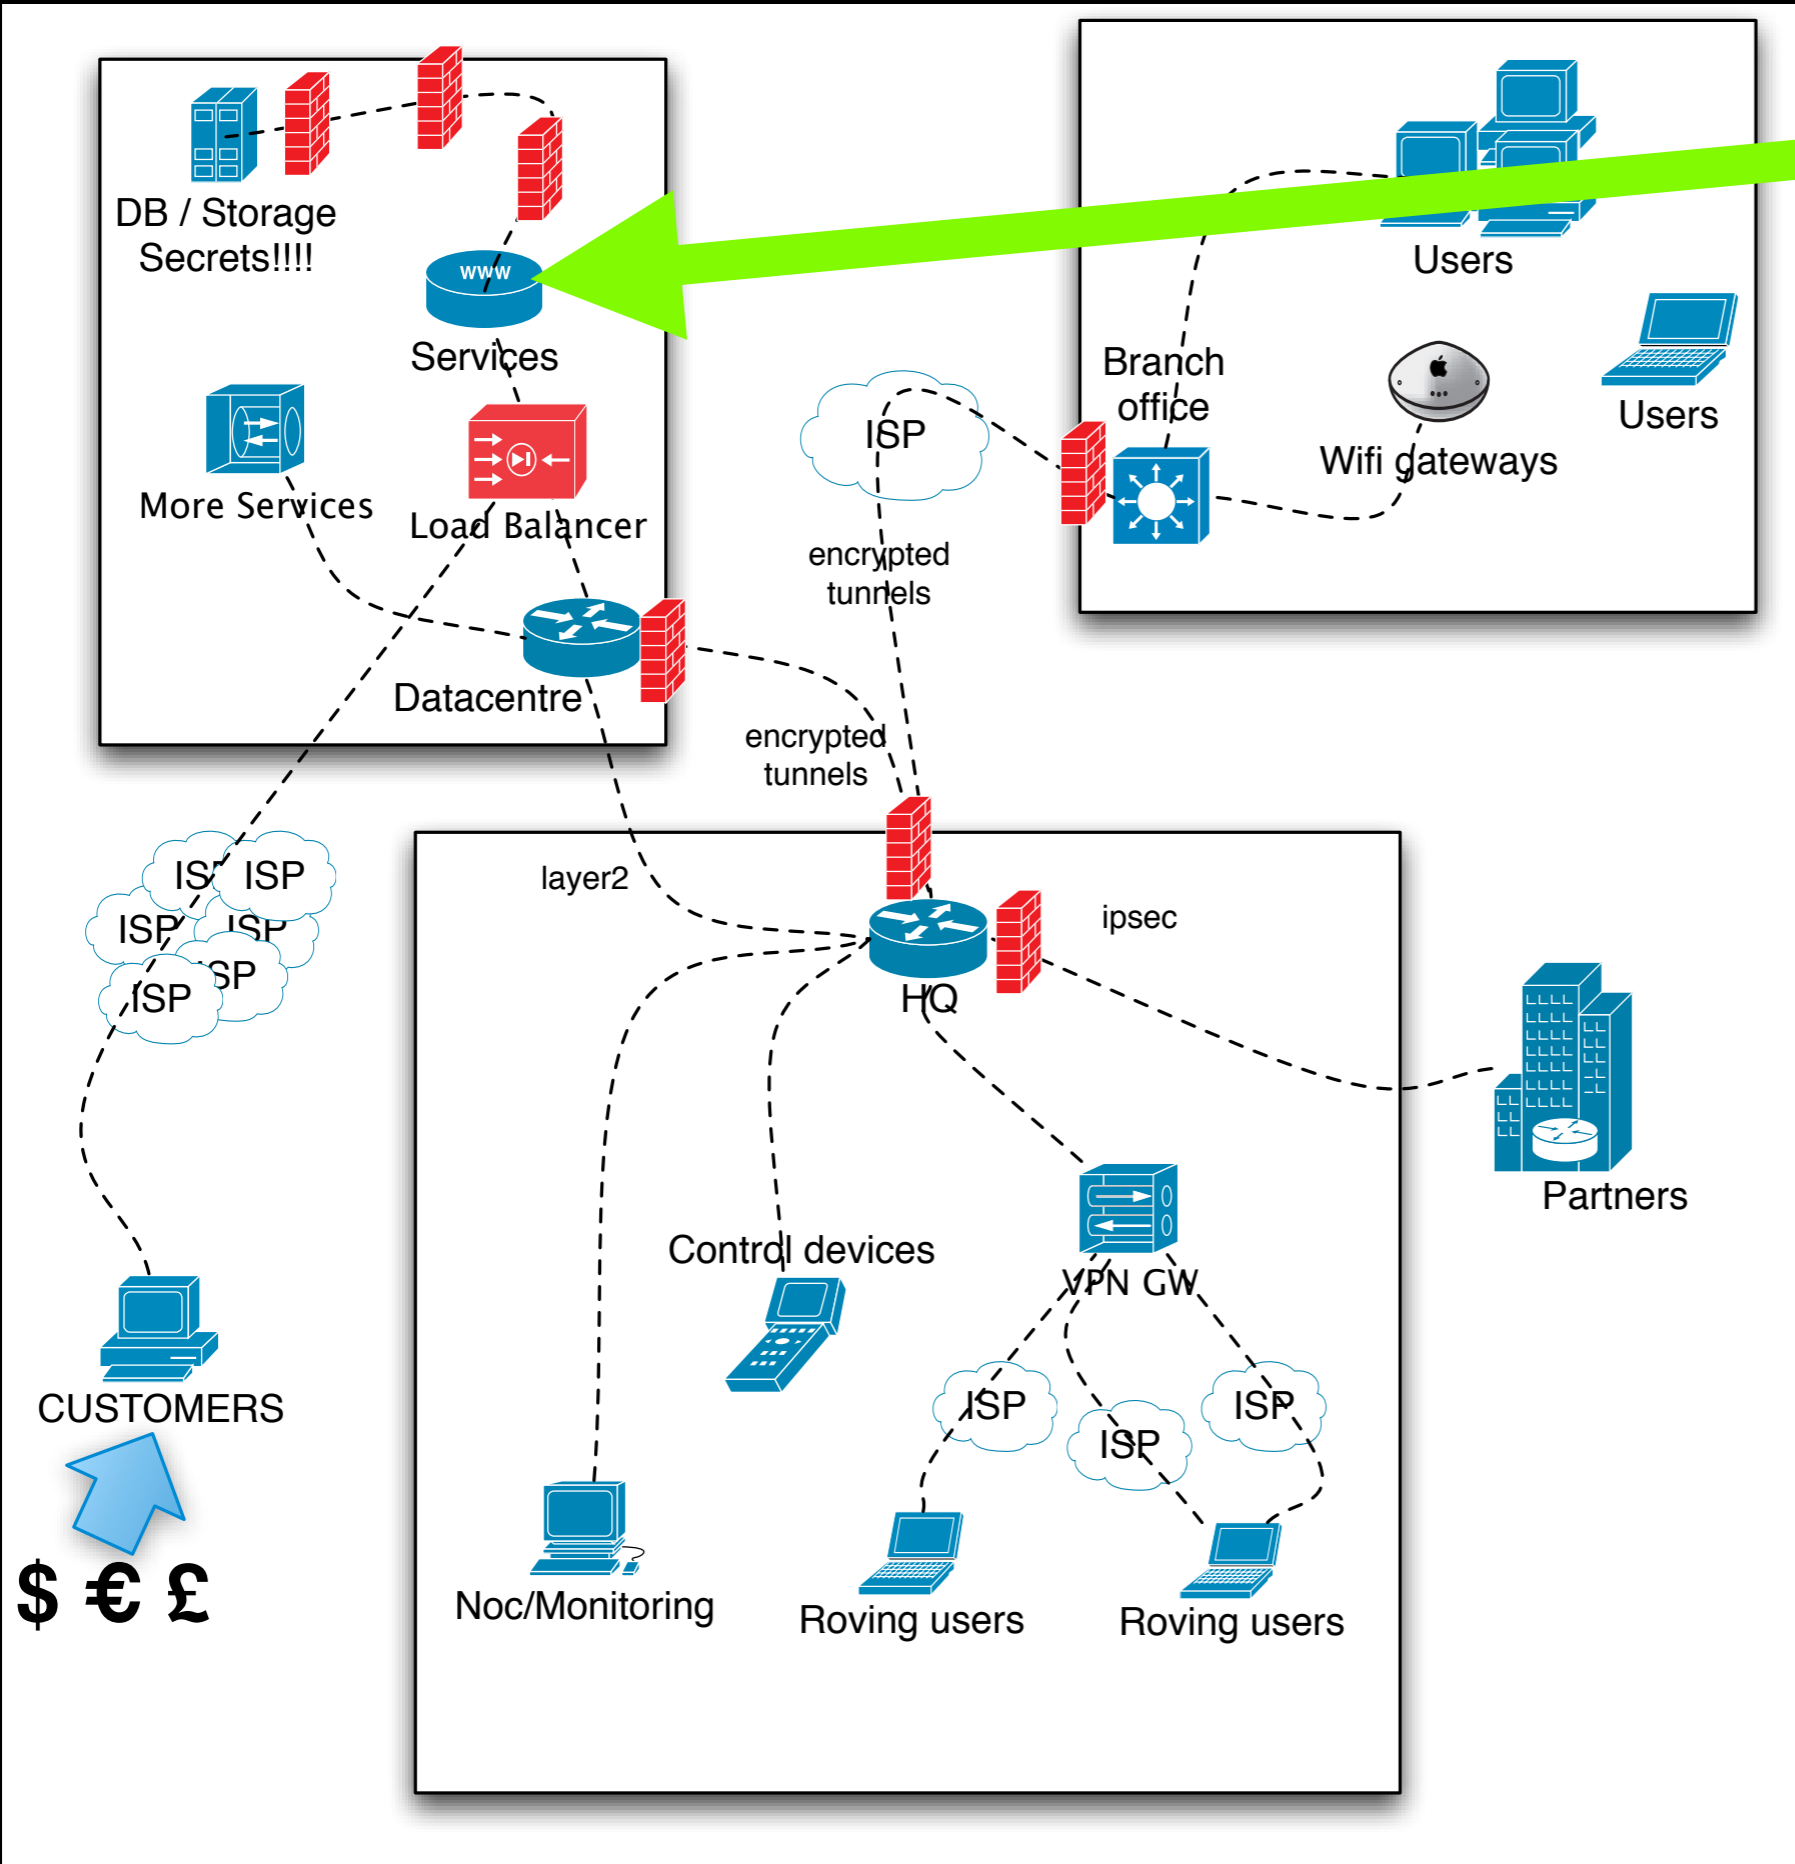 DB / Storage
Secrets!!!!
www
Services
More Services
Load Balancer
Datacentre
ISP
encrypted
tunnels
encrypted
tunnels
Branch
office
Users
Users
Wifi gateways
ISP
ISP
ISP
ISP
ISP
ISP
CUSTOMERS
$ € £
layer2
HQ
ipsec
Partners
Control devices
VPN GW
ISP
ISP
ISP
Noc/Monitoring
Roving users
Roving users